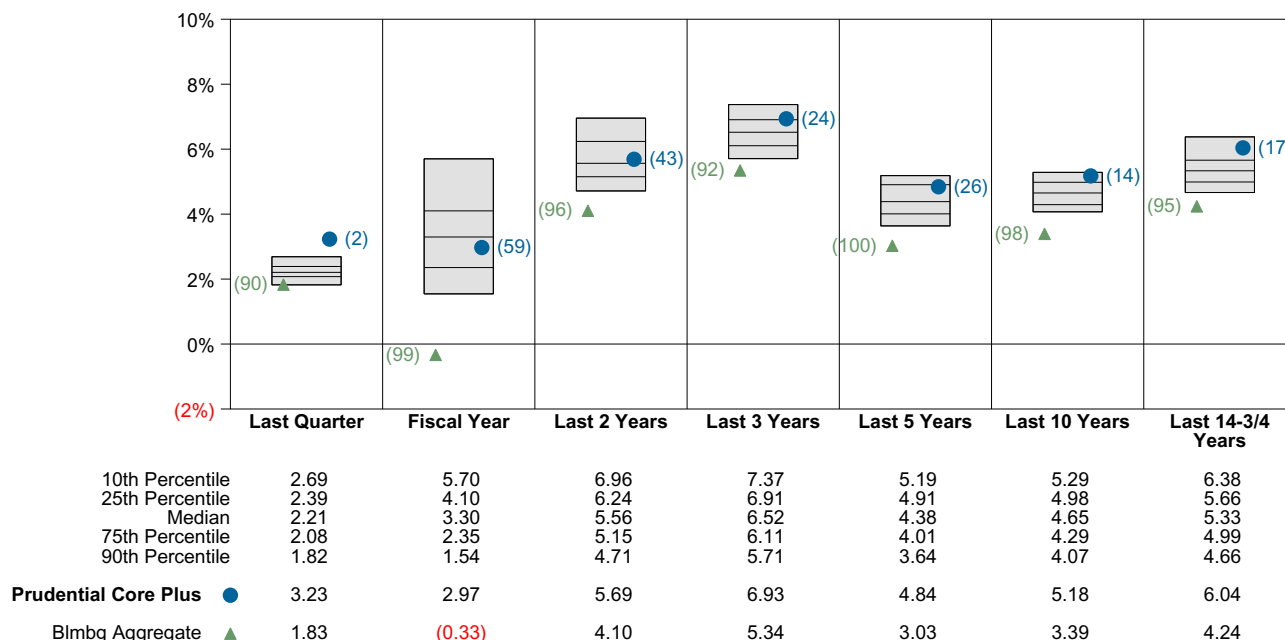 10%
8%
6%
4%
2%
0%
(2%)
(90)
(2)
(99)
(59)
(96)
(43)
(92)
(24)
(100)
(26)
(98)
(14)
(95)
(17
Last Quarter Fiscal Year Last 2 Years Last 3 Years Last 5 Years Last 10 Years Last 14-3/4
Years
10th Percentile 2.69 5.70 6.96 7.37 5.19 5.29 6.38
25th Percentile 2.39 4.10 6.24 6.91 4.91 4.98 5.66
Median 2.21 3.30 5.56 6.52 4.38 4.65 5.33
75th Percentile 2.08 2.35 5.15 6.11 4.01 4.29 4.99
90th Percentile 1.82 1.54 4.71 5.71 3.64 4.07 4.66
Prudential Core Plus 3.23 2.97 5.69 6.93 4.84 5.18 6.04
Blmbg Aggregate 1.83 (0.33) 4.10 5.34 3.03 3.39 4.24